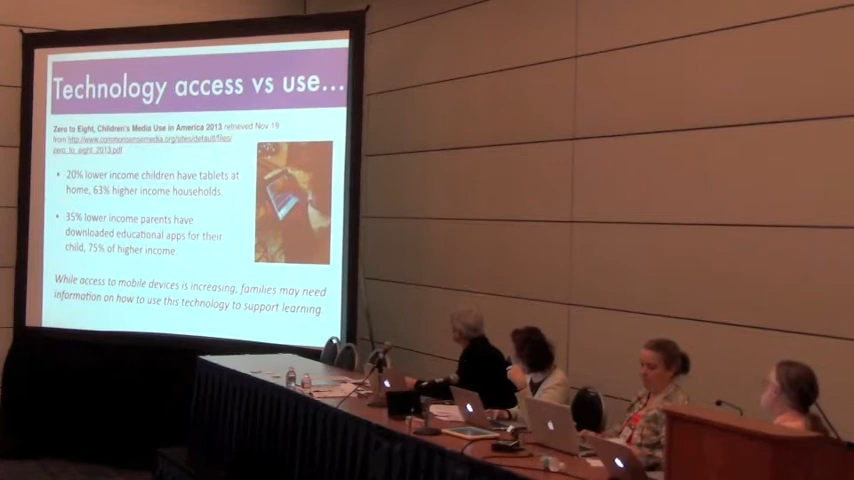 Technology access vs use...
Zero to Eight, Children's Media Use in America 2013 retrieved Nov 19
from http://www.commonsensemedia.org/sites/default/files/
zero_to_eight_2013.pdf
• 20% lower income children have tablets at
home, 63% higher income households.
• 35% lower income parents have
downloaded educational apps for their
child, 75% of higher income.
While access to mobile devices is increasing, families may need
information on how to use this technology to support learning.